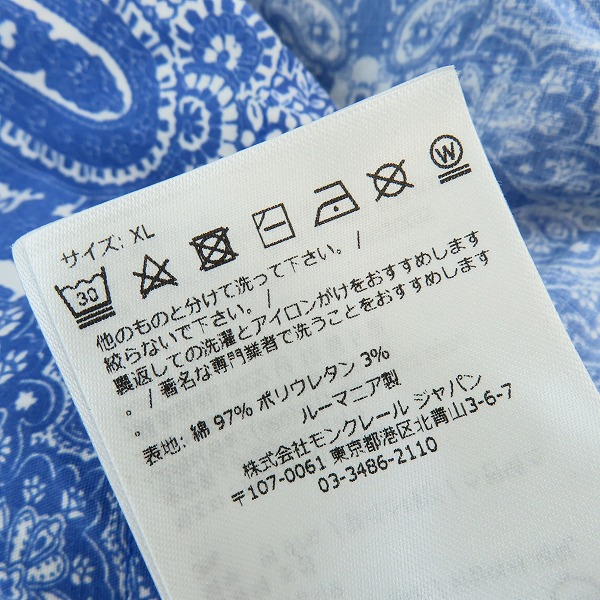 サイズ: XL
30
W
他のものと分けて洗って下さい。/
絞らないで下さい。/
裏返しての洗濯とアイロンがけをおすすめします
。/ 著名な専門業者で洗うことをおすすめします
。
表地: 綿 97% ポリウレタン 3%
ルーマニア製
株式会社モンクレール ジャパン
〒107-0061 東京都港区北青山3-6-7
03-3486-2110